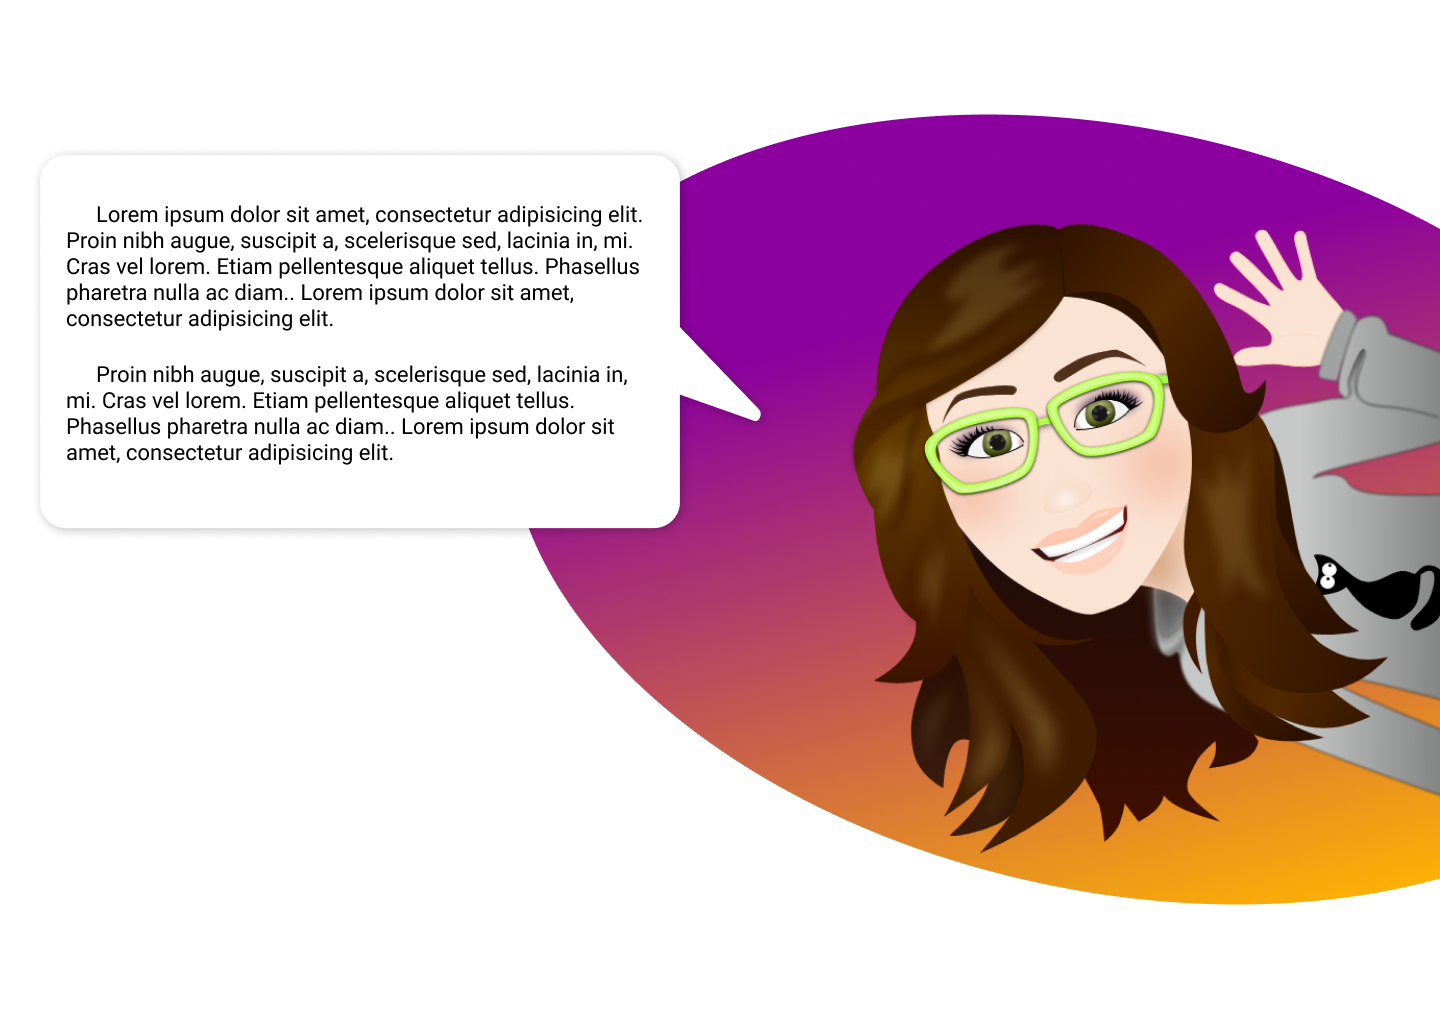 Lorem ipsum dolor sit amet, consectetur adipisicing elit.
Proin nibh augue, suscipit a, scelerisque sed, lacinia in, mi.
Cras vel lorem. Etiam pellentesque aliquet tellus. Phasellus
pharetra nulla ac diam.. Lorem ipsum dolor sit amet,
consectetur adipisicing elit.
Proin nibh augue, suscipit a, scelerisque sed, lacinia in,
mi. Cras vel lorem. Etiam pellentesque aliquet tellus.
Phasellus pharetra nulla ac diam.. Lorem ipsum dolor sit
amet, consectetur adipisicing elit.